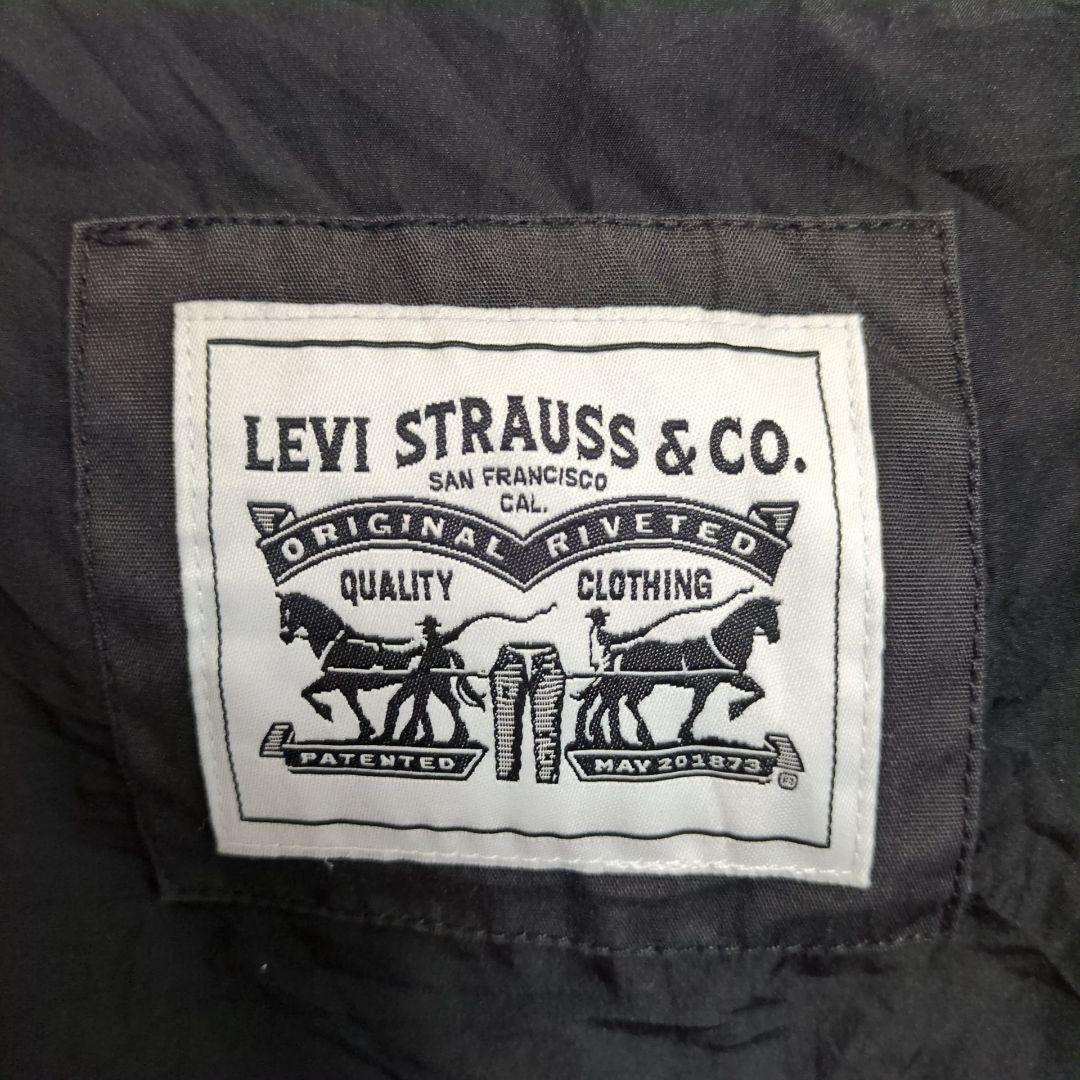 LEVI STRAUSS & CO.
SAN FRANCISCO
CAL.
ORIGINAL RIVETED
QUALITY CLOTHING
PATENTED MAY 20 1873
®